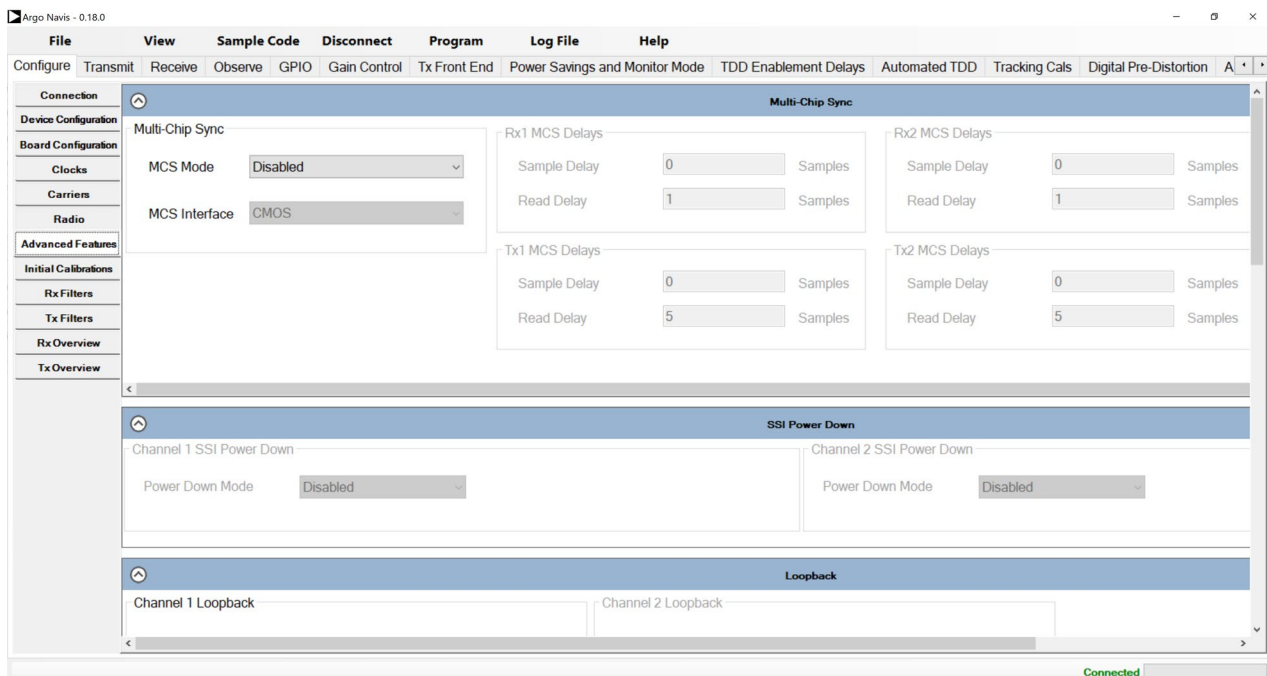 Argo Navis - 0.18.0
File View Sample Code Disconnect Program Log File Help
Configure Transmit Receive Observe GPIO Gain Control Tx Front End Power Savings and Monitor Mode TDD Enablement Delays Automated TDD Tracking Cals Digital Pre-Distortion A
Connection
Device Configuration
Board Configuration
Clocks
Carriers
Radio
Advanced Features
Initial Calibrations
Rx Filters
Tx Filters
Rx Overview
Tx Overview
Multi-Chip Sync
Multi-Chip Sync
MCS Mode Disabled
MCS Interface CMOS
Rx1 MCS Delays
Sample Delay 0 Samples
Read Delay 1 Samples
Rx2 MCS Delays
Sample Delay 0 Samples
Read Delay 1 Samples
Tx1 MCS Delays
Sample Delay 0 Samples
Read Delay 5 Samples
Tx2 MCS Delays
Sample Delay 0 Samples
Read Delay 5 Samples
SSI Power Down
Channel 1 SSI Power Down
Power Down Mode Disabled
Channel 2 SSI Power Down
Power Down Mode Disabled
Loopback
Channel 1 Loopback
Channel 2 Loopback
Connected